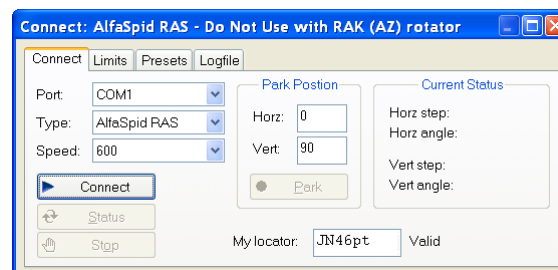 Connect: AlfaSpid RAS - Do Not Use with RAK (AZ) rotator
Connect Limits Presets Logfile
Port: COM1
Type: AlfaSpid RAS
Speed: 600
Connect
Status
Stop
Park Postion
Horz: 0
Vert: 90
Park
Current Status
Horz step:
Horz angle:
Vert step:
Vert angle:
My locator: JN46pt Valid